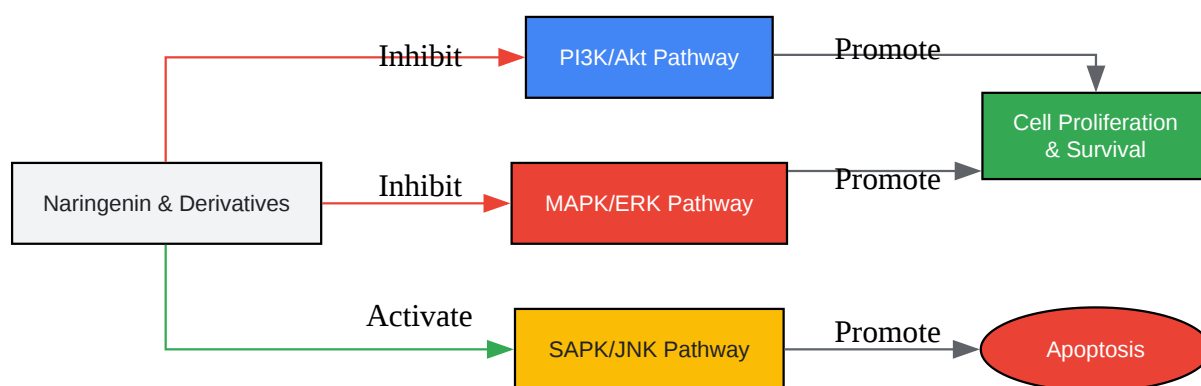 Inhibit
PI3K/Akt Pathway
Promote
Cell Proliferation
& Survival
Naringenin & Derivatives
Inhibit
MAPK/ERK Pathway
Promote
Activate
SAPK/JNK Pathway
Promote
Apoptosis